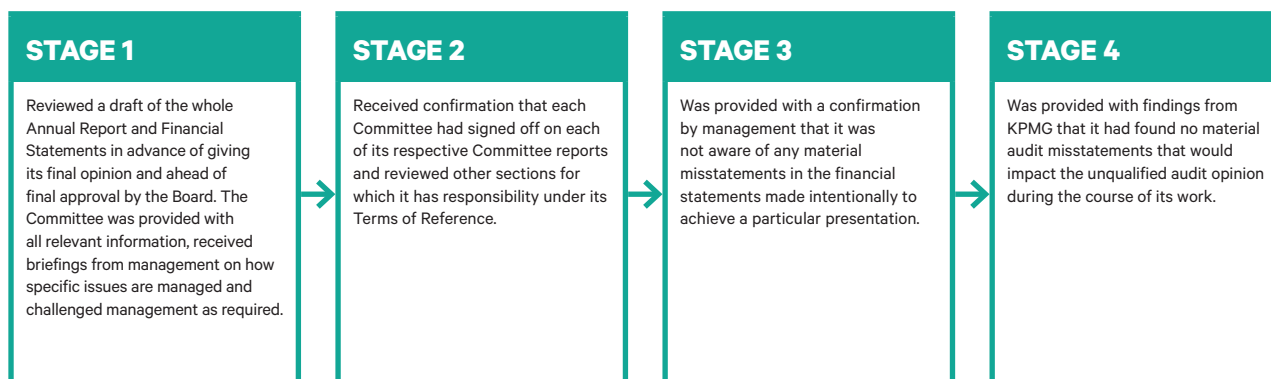 STAGE 1
Reviewed a draft of the whole
Annual Report and Financial
Statements in advance of giving
its final opinion and ahead of
final approval by the Board. The
Committee was provided with
all relevant information, received
briefings from management on how
specific issues are managed and
challenged management as required.
STAGE 2
Received confirmation that each
Committee had signed off on each
of its respective Committee reports
and reviewed other sections for
which it has responsibility under its
Terms of Reference.
STAGE 3
Was provided with a confirmation
by management that it was
not aware of any material
misstatements in the financial
statements made intentionally to
achieve a particular presentation.
STAGE 4
Was provided with findings from
KPMG that it had found no material
audit misstatements that would
impact the unqualified audit opinion
during the course of its work.